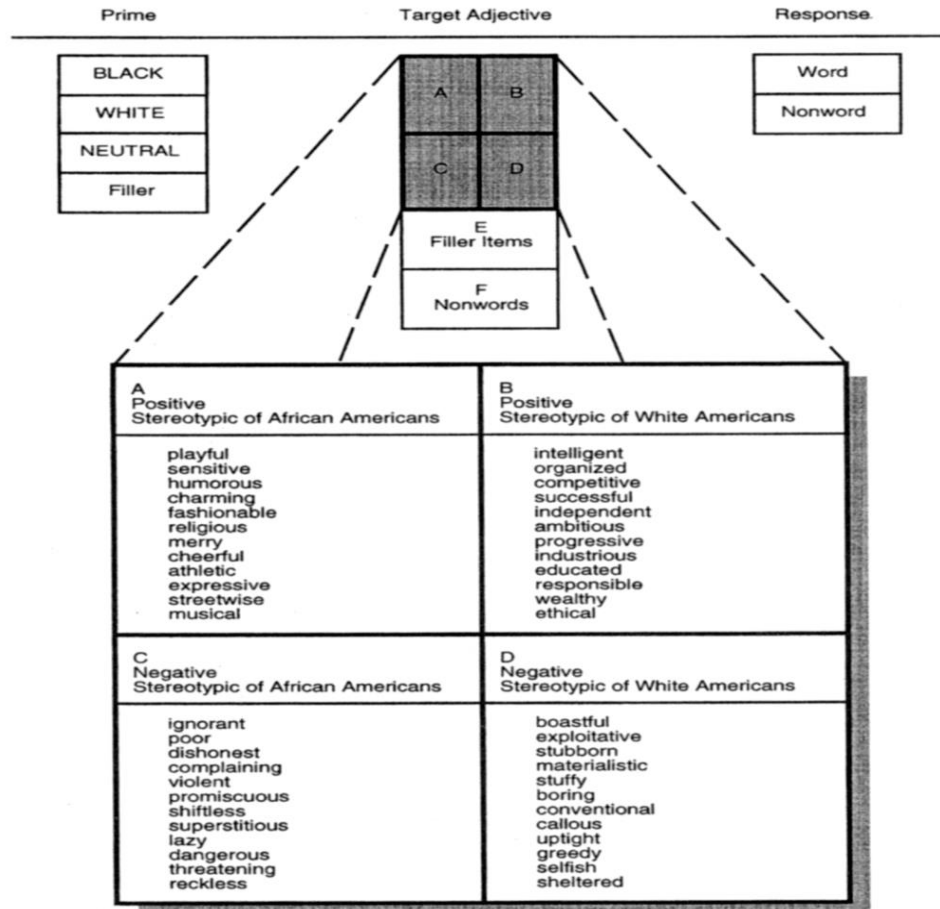 Prime Target Adjective Response
BLACK
WHITE
NEUTRAL
Filler
A B
C D
E
Filler Items
F
Nonwords
Word
Nonword
A
Positive
Stereotypic of African Americans
playful
sensitive
humorous
charming
fashionable
religious
merry
cheerful
athletic
expressive
streetwise
musical
B
Positive
Stereotypic of White Americans
intelligent
organized
competitive
successful
independent
ambitious
progressive
industrious
educated
responsible
wealthy
ethical
C
Negative
Stereotypic of African Americans
ignorant
poor
dishonest
complaining
violent
promiscuous
shiftless
superstitious
lazy
dangerous
threatening
reckless
D
Negative
Stereotypic of White Americans
boastful
exploitative
stubborn
materialistic
stuffy
boring
conventional
callous
uptight
greedy
selfish
sheltered